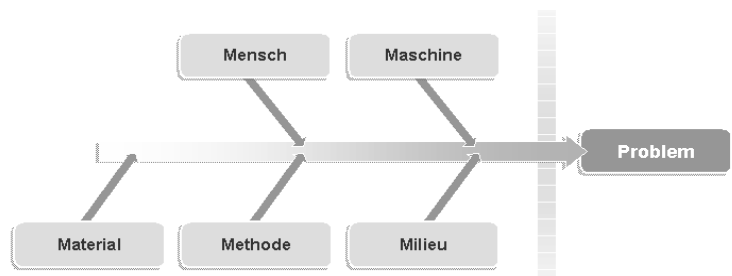 Mensch
Maschine
Problem
Material
Methode
Milieu